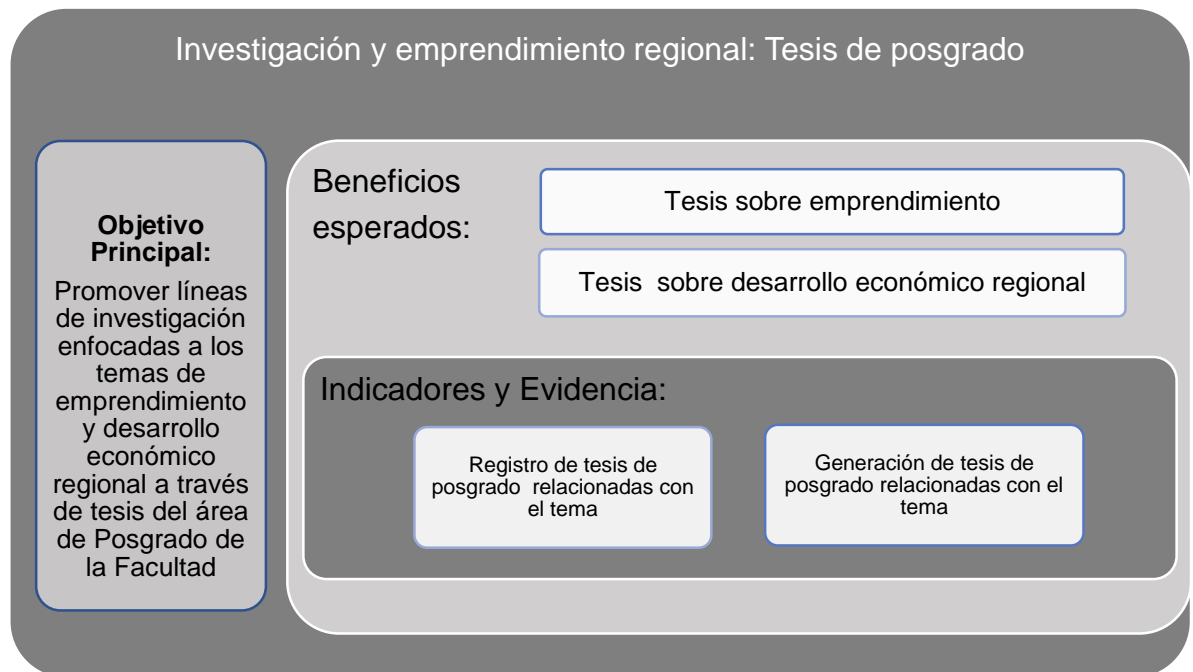 Investigación y emprendimiento regional: Tesis de posgrado
Objetivo
Principal:
Promover líneas
de investigación
enfocadas a los
temas de
emprendimiento
y desarrollo
económico
regional a través
de tesis del área
de Posgrado de
la Facultad
Beneficios
esperados:
Tesis sobre emprendimiento
Tesis sobre desarrollo económico regional
Indicadores y Evidencia:
Registro de tesis de
posgrado relacionadas con
el tema
Generación de tesis de
posgrado relacionadas con el
tema